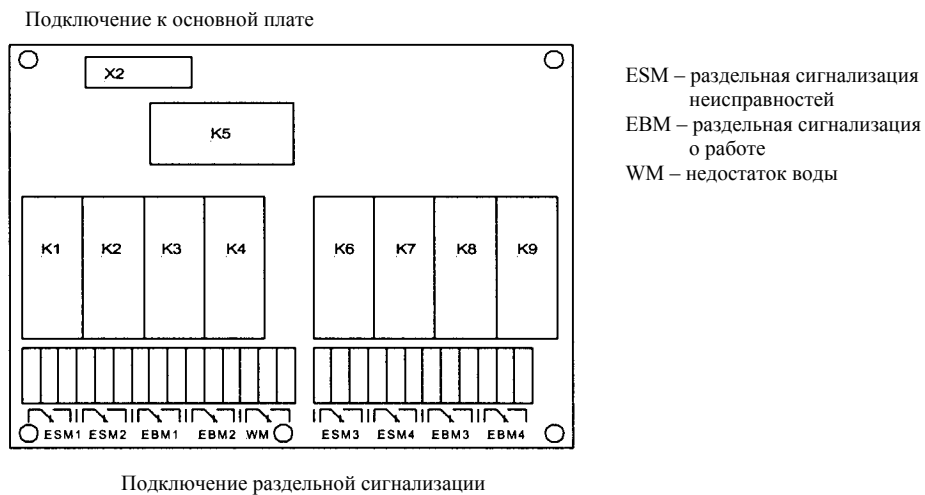 Подключение к основной плате
X2
K5
K1 K2 K3 K4 K6 K7 K8 K9
ESM1 ESM2 EBM1 EBM2 WM ESM3 ESM4 EBM3 EBM4
ESM – раздельная сигнализация
неисправностей
EBM – раздельная сигнализация
о работе
WM – недостаток воды
Подключение раздельной сигнализации